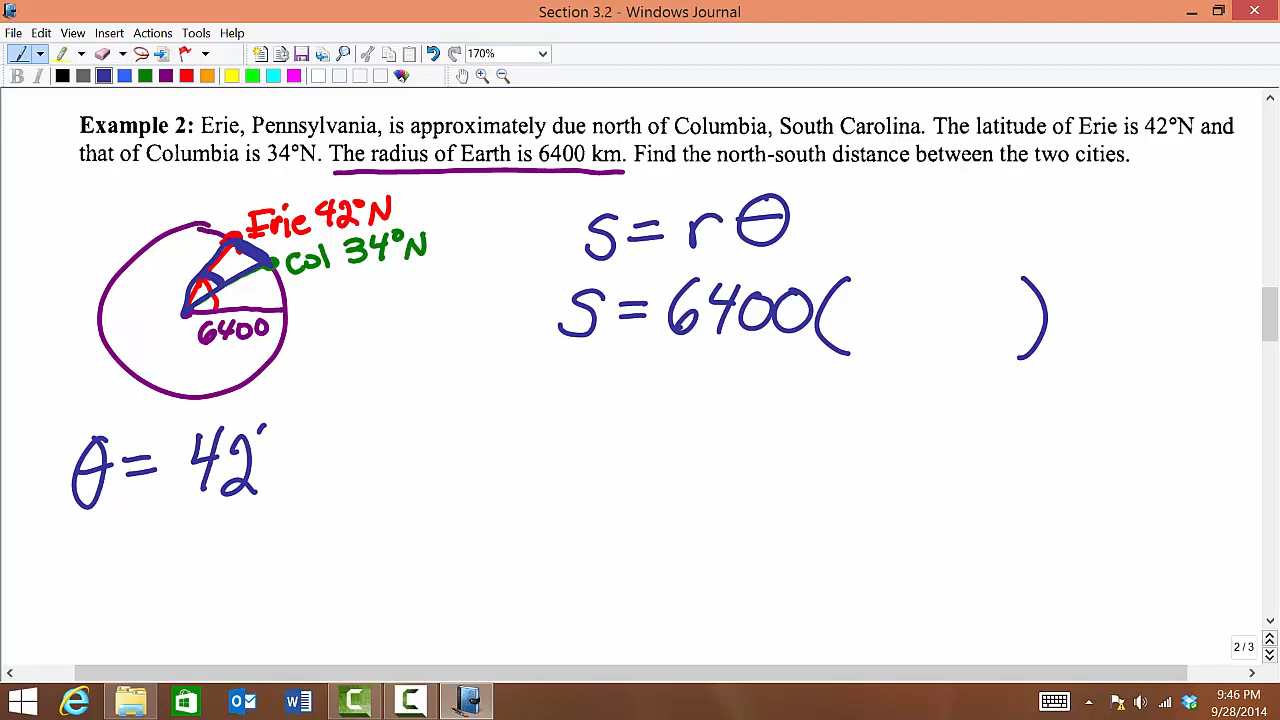 Section 3.2 - Windows Journal
File Edit View Insert Actions Tools Help
170%
B I
Example 2: Erie, Pennsylvania, is approximately due north of Columbia, South Carolina. The latitude of Erie is 42°N and
that of Columbia is 34°N. The radius of Earth is 6400 km. Find the north-south distance between the two cities.
Erie 42°N
Col 34°N
6400
s = r θ
s = 6400( )
θ = 42°
2 / 3
9:46 PM
9/28/2014